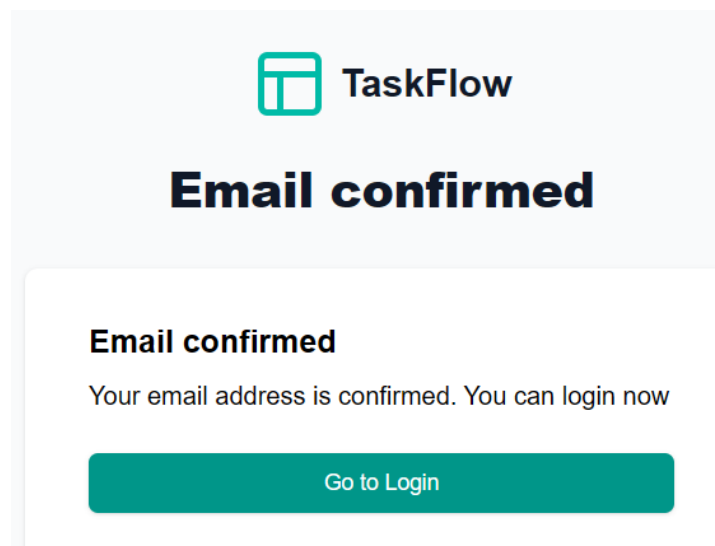 TaskFlow
Email confirmed
Email confirmed
Your email address is confirmed. You can login now
Go to Login